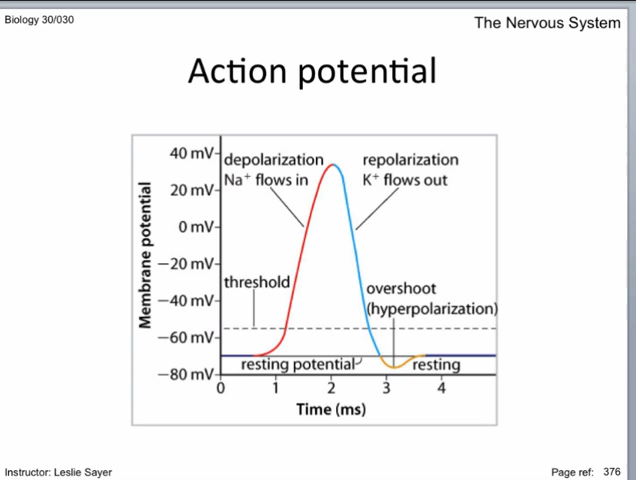 Biology 30/030
The Nervous System
Action potential
40 mV
20 mV
0 mV
−20 mV
−40 mV
−60 mV
−80 mV
Membrane potential
depolarization
Na+ flows in
repolarization
K+ flows out
threshold
overshoot
(hyperpolarization)
resting potential
resting
0 1 2 3 4
Time (ms)
Instructor: Leslie Sayer
Page ref: 376